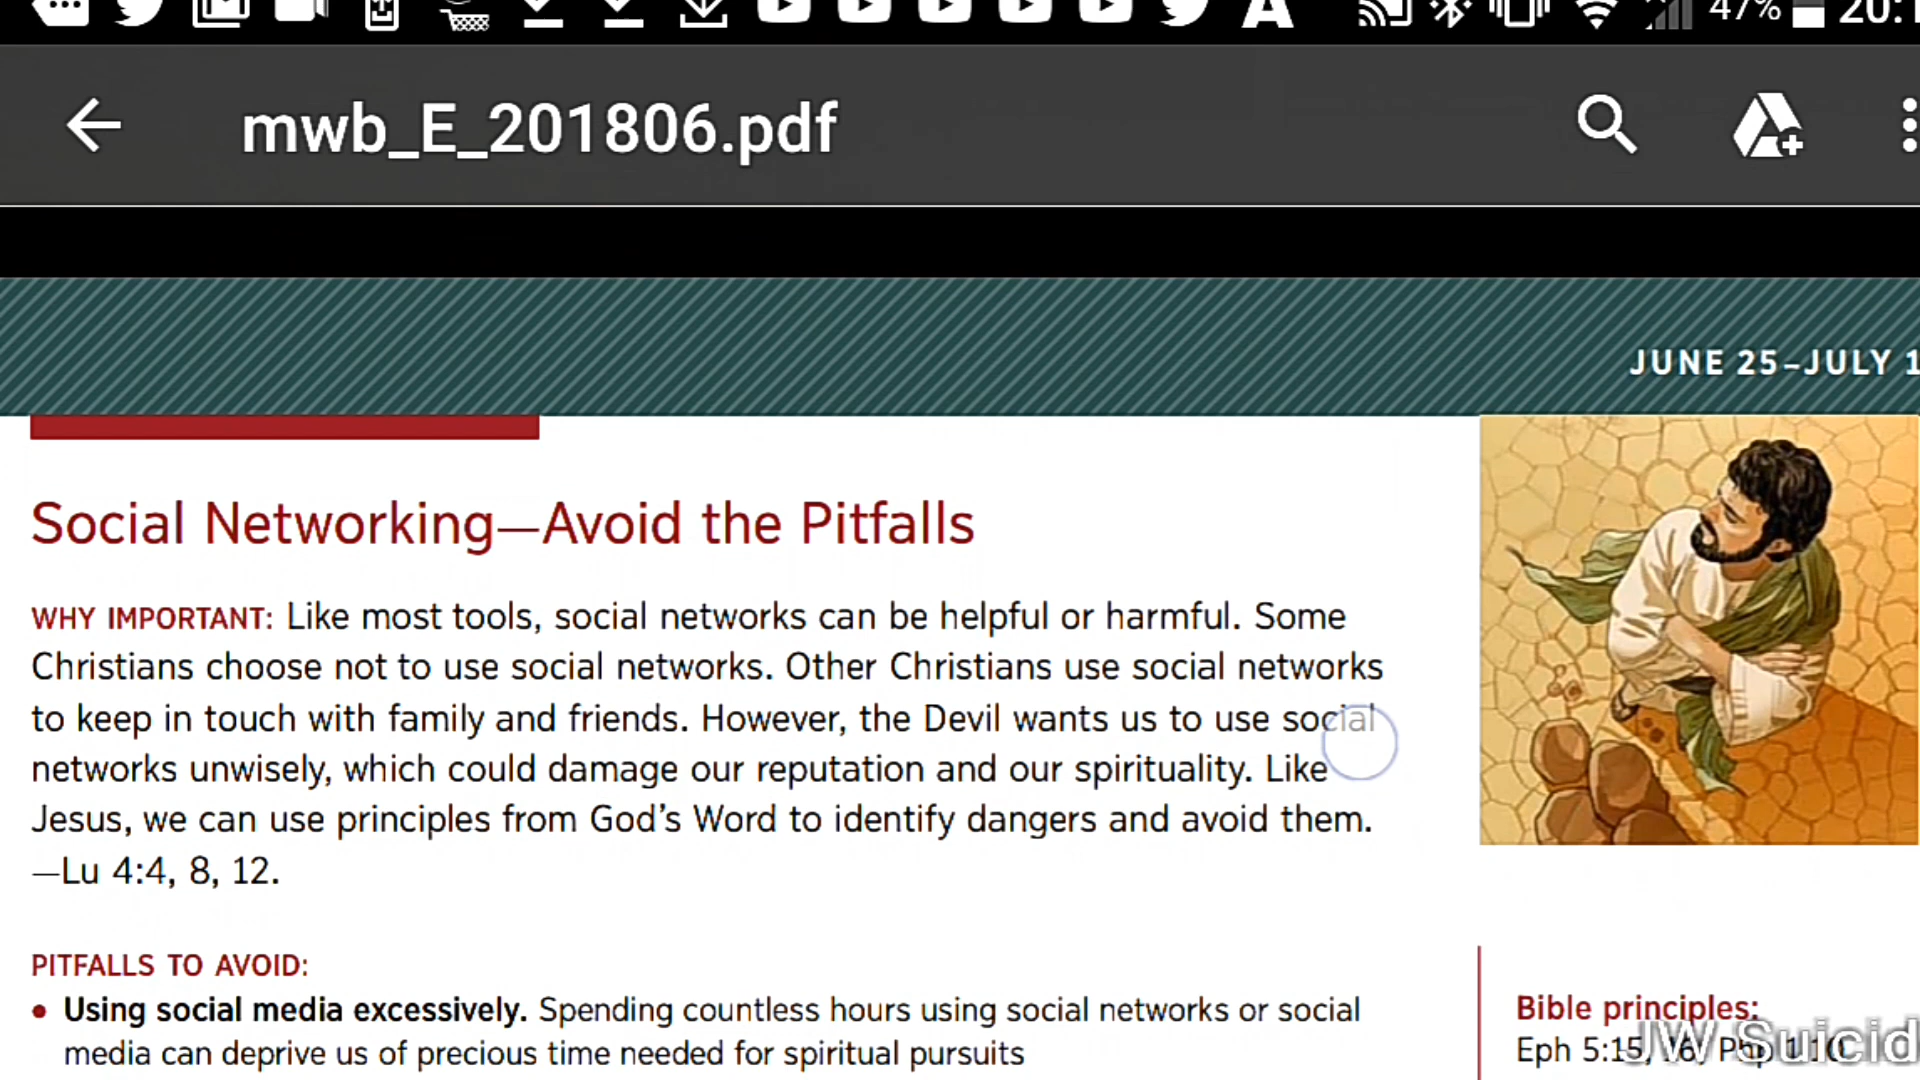 47%
mwb_E_201806.pdf
JUNE 25–JULY 1
Social Networking—Avoid the Pitfalls
WHY IMPORTANT: Like most tools, social networks can be helpful or harmful. Some
Christians choose not to use social networks. Other Christians use social networks
to keep in touch with family and friends. However, the Devil wants us to use social
networks unwisely, which could damage our reputation and our spirituality. Like
Jesus, we can use principles from God’s Word to identify dangers and avoid them.
—Lu 4:4, 8, 12.
PITFALLS TO AVOID:
• Using social media excessively. Spending countless hours using social networks or social
media can deprive us of precious time needed for spiritual pursuits
Bible principles:
Eph 5:15, 16; Php 1:10
JW Suicid